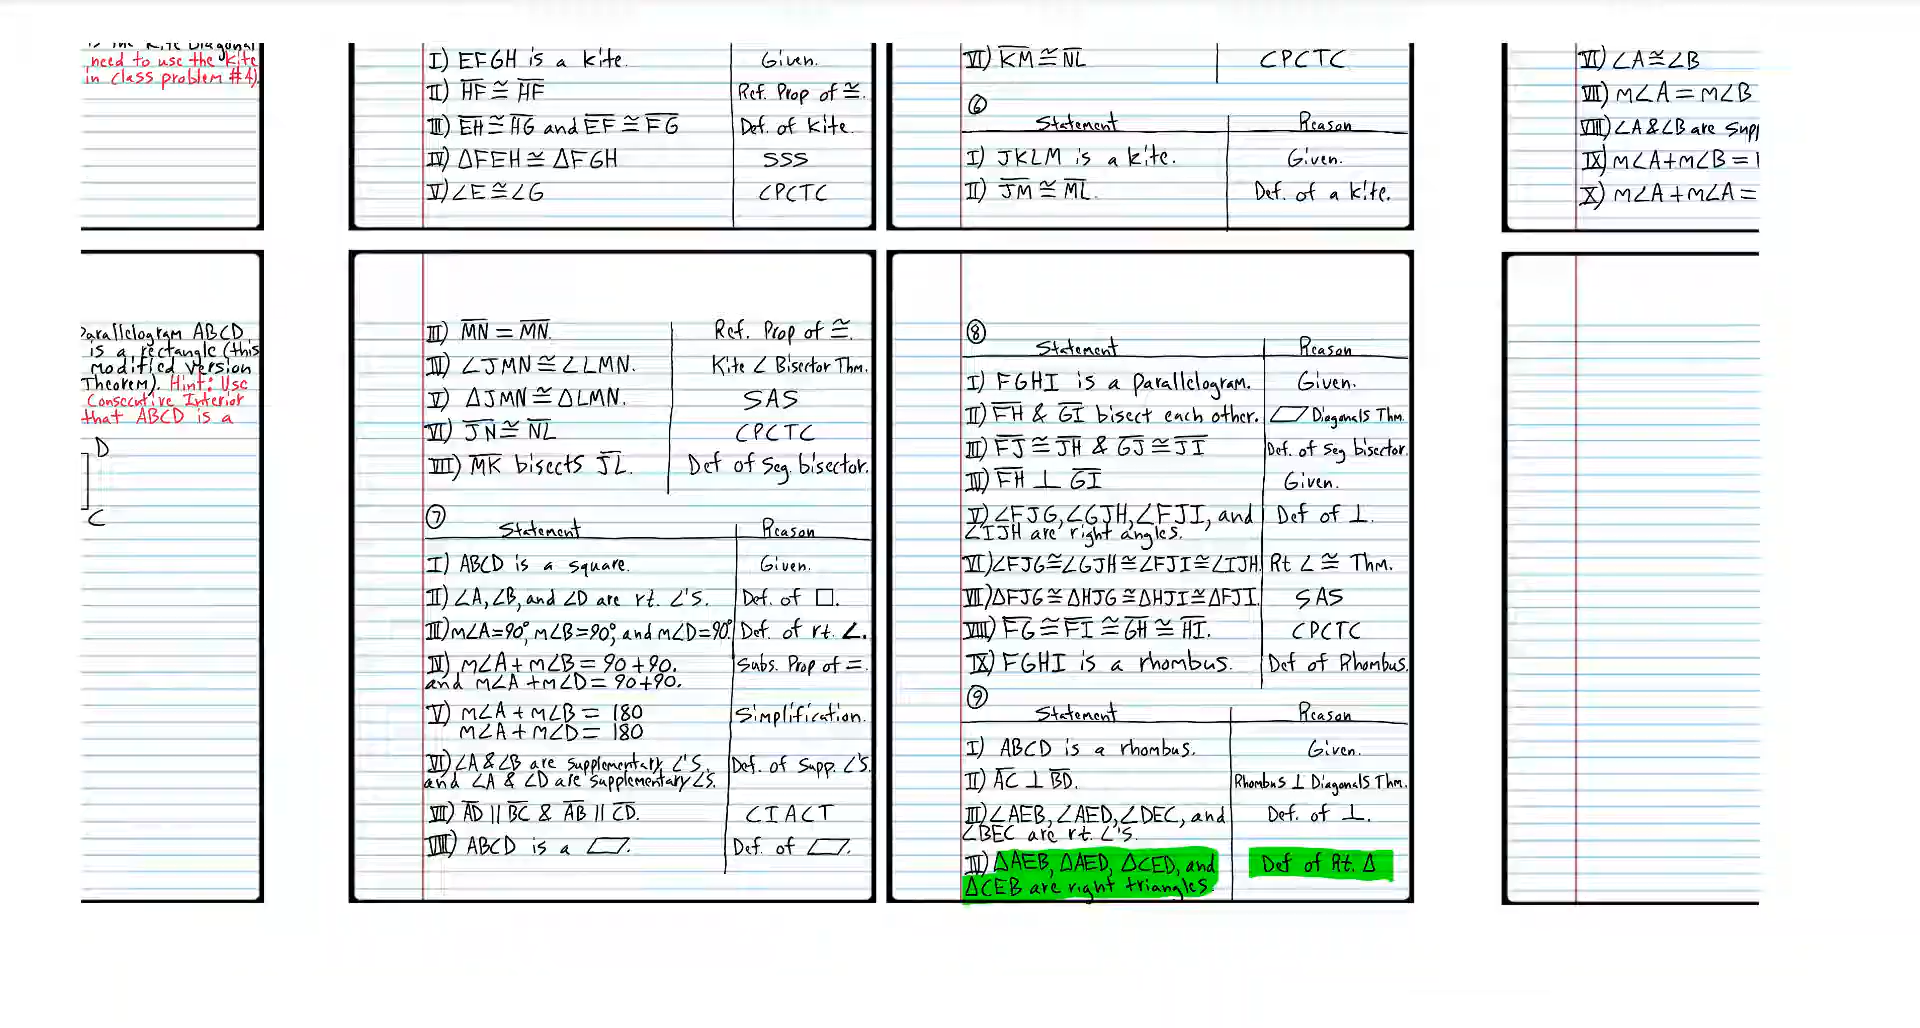 need to use the Kite
in class problem #4).
I) EFGH is a kite. Given.
II) HF ≅ HF Ref. Prop of ≅.
III) EH ≅ HG and EF ≅ FG Def. of kite.
IV) ΔFEH ≅ ΔFGH SSS
V) ∠E ≅ ∠G CPCTC
VI) KM ≅ NL CPCTC
⑥
Statement Reason
I) JKLM is a kite. Given.
II) JM ≅ ML. Def. of a kite.
VI) ∠A ≅ ∠B
VII) m∠A = m∠B
VIII) ∠A & ∠B are supp
IX) m∠A + m∠B = 1
X) m∠A + m∠A =
Parallelogram ABCD
is a rectangle (this
modified version
Theorem). Hint: Use
Consecutive Interior
that ABCD is a
D
C
III) MN = MN. Ref. Prop of ≅.
IV) ∠JMN ≅ ∠LMN. Kite ∠ Bisector Thm.
V) ΔJMN ≅ ΔLMN. SAS
VI) JN ≅ NL CPCTC
VII) MK bisects JL. Def of Seg. bisector.
⑦
Statement Reason
I) ABCD is a square. Given.
II) ∠A, ∠B, and ∠D are rt. ∠'s. Def. of □.
III) m∠A=90°, m∠B=90°, and m∠D=90° Def. of rt. ∠.
IV) m∠A + m∠B = 90+90. Subs. Prop of =.
and m∠A + m∠D = 90+90.
V) m∠A + m∠B = 180 Simplification.
m∠A + m∠D = 180
VI) ∠A & ∠B are supplementary ∠'s. Def. of Supp. ∠'s.
and ∠A & ∠D are supplementary ∠'s.
VII) AD || BC & AB || CD. CIACT
VIII) ABCD is a ▱. Def. of ▱.
⑧
Statement Reason
I) FGHI is a parallelogram. Given.
II) FH & GI bisect each other. ▱ Diagonals Thm.
III) FJ ≅ JH & GJ ≅ JI Def. of Seg bisector.
IV) FH ⊥ GI Given.
V) ∠FJG, ∠GJH, ∠FJI, and Def of ⊥.
∠IJH are right angles.
VI) ∠FJG≅∠GJH≅∠FJI≅∠IJH Rt ∠ ≅ Thm.
VII) ΔFJG≅ΔHJG≅ΔHJI≅ΔFJI. SAS
VIII) FG ≅ FI ≅ GH ≅ HI. CPCTC
IX) FGHI is a rhombus. Def of Rhombus.
⑨
Statement Reason
I) ABCD is a rhombus. Given.
II) AC ⊥ BD. Rhombus ⊥ Diagonals Thm.
III) ∠AEB, ∠AED, ∠DEC, and Def. of ⊥.
∠BEC are rt. ∠'s.
IV) ΔAEB, ΔAED, ΔCED, and Def of Rt. Δ
ΔCEB are right triangles.